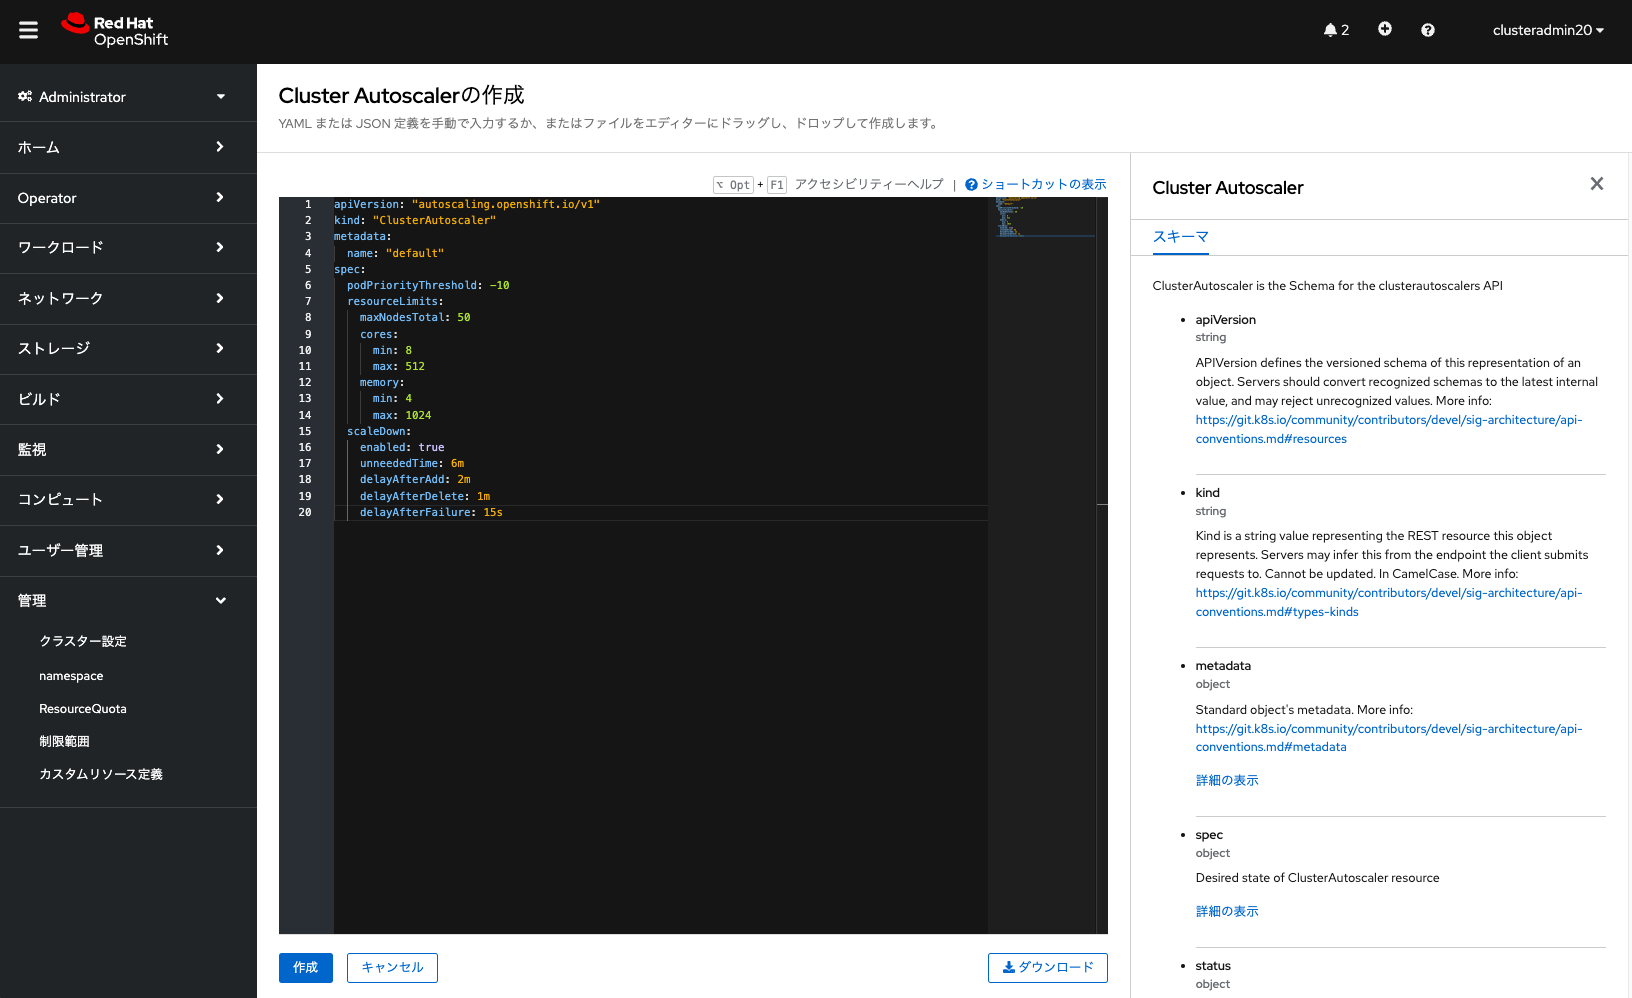 Red Hat
OpenShift
2
clusteradmin20
Administrator
ホーム
Operator
ワークロード
ネットワーク
ストレージ
ビルド
監視
コンピュート
ユーザー管理
管理
クラスター設定
namespace
ResourceQuota
制限範囲
カスタムリソース定義
Cluster Autoscalerの作成
YAML または JSON 定義を手動で入力するか、またはファイルをエディターにドラッグし、ドロップして作成します。
⌥ Opt + F1 アクセシビリティーヘルプ | ショートカットの表示
1 apiVersion: "autoscaling.openshift.io/v1"
2 kind: "ClusterAutoscaler"
3 metadata:
4   name: "default"
5 spec:
6   podPriorityThreshold: -10
7   resourceLimits:
8     maxNodesTotal: 50
9     cores:
10       min: 8
11       max: 512
12     memory:
13       min: 4
14       max: 1024
15   scaleDown:
16     enabled: true
17     unneededTime: 6m
18     delayAfterAdd: 2m
19     delayAfterDelete: 1m
20     delayAfterFailure: 15s
作成
キャンセル
ダウンロード
Cluster Autoscaler
スキーマ
ClusterAutoscaler is the Schema for the clusterautoscalers API
• apiVersion
string
APIVersion defines the versioned schema of this representation of an
object. Servers should convert recognized schemas to the latest internal
value, and may reject unrecognized values. More info:
https://git.k8s.io/community/contributors/devel/sig-architecture/api-
conventions.md#resources
• kind
string
Kind is a string value representing the REST resource this object
represents. Servers may infer this from the endpoint the client submits
requests to. Cannot be updated. In CamelCase. More info:
https://git.k8s.io/community/contributors/devel/sig-architecture/api-
conventions.md#types-kinds
• metadata
object
Standard object's metadata. More info:
https://git.k8s.io/community/contributors/devel/sig-architecture/api-
conventions.md#metadata
詳細の表示
• spec
object
Desired state of ClusterAutoscaler resource
詳細の表示
• status
object